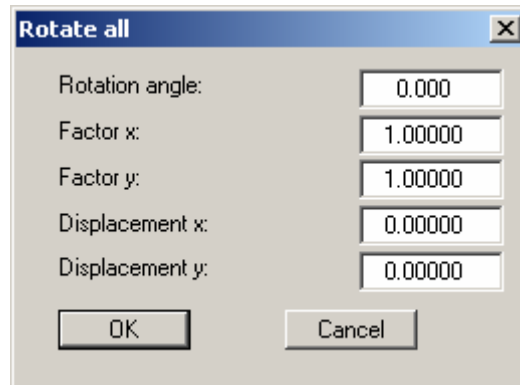 Rotate all
Rotation angle: 0.000
Factor x: 1.00000
Factor y: 1.00000
Displacement x: 0.00000
Displacement y: 0.00000
OK Cancel